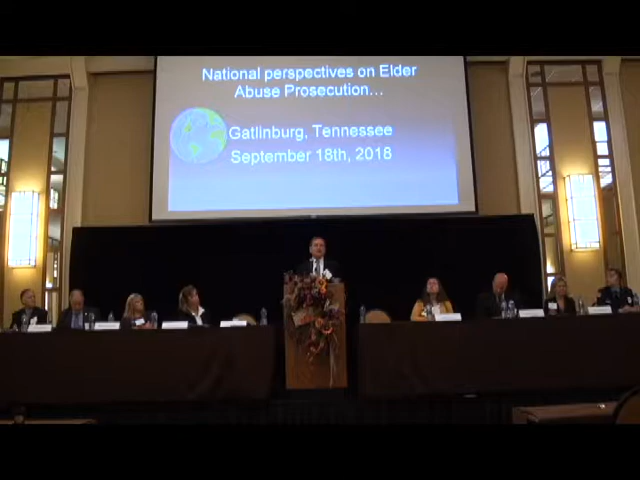 National perspectives on Elder
Abuse Prosecution...
Gatlinburg, Tennessee
September 18th, 2018